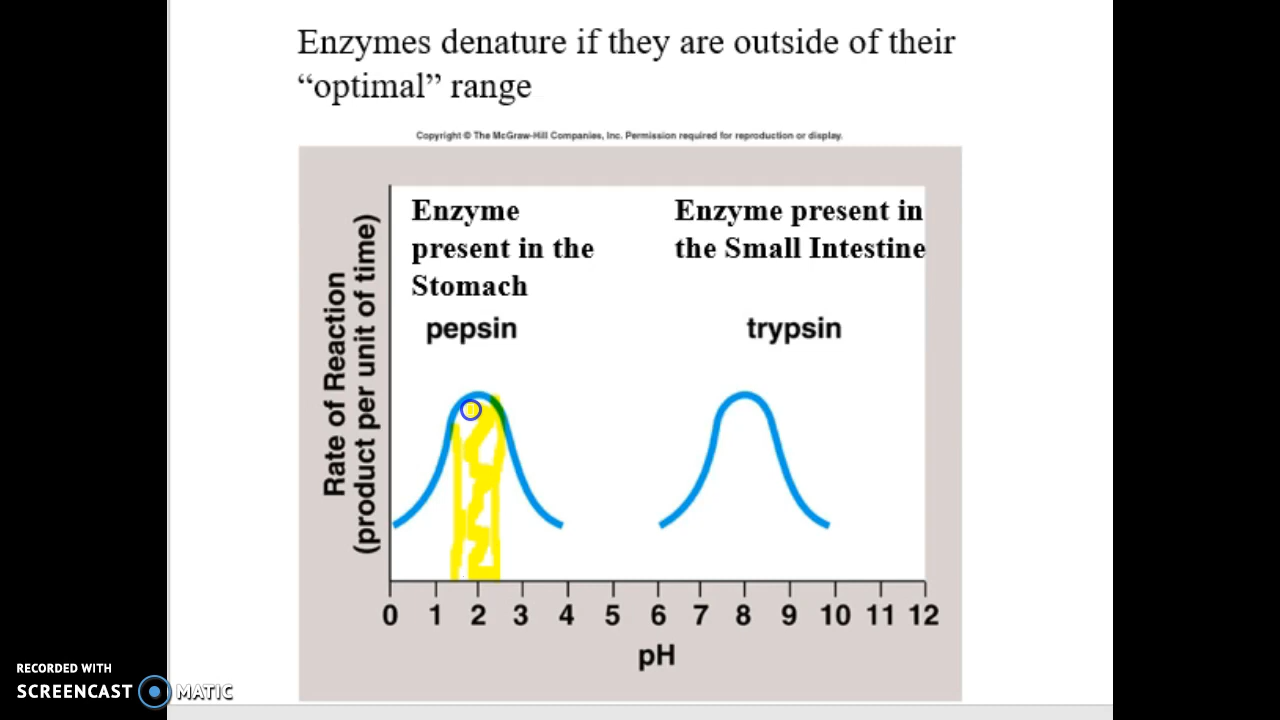 Enzymes denature if they are outside of their
“optimal” range
Copyright © The McGraw-Hill Companies, Inc. Permission required for reproduction or display.
Enzyme
present in the
Stomach
pepsin
Enzyme present in
the Small Intestine
trypsin
Rate of Reaction
(product per unit of time)
0 1 2 3 4 5 6 7 8 9 10 11 12
pH
RECORDED WITH
SCREENCAST MATIC